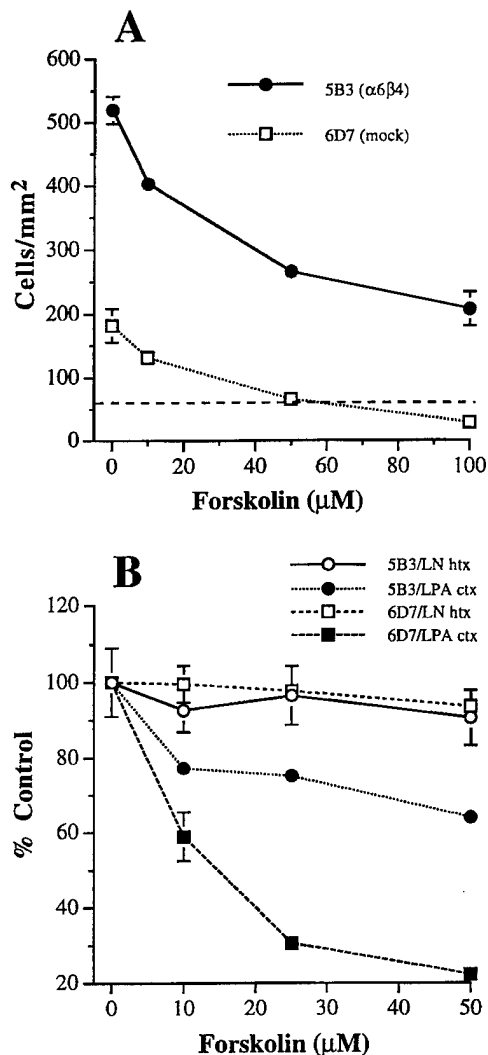 A
600
500
400
300
200
100
0
Cells/mm²
5B3 (α6β4)
6D7 (mock)
0 20 40 60 80 100
Forskolin (μM)
B
5B3/LN htx
5B3/LPA ctx
6D7/LN htx
6D7/LPA ctx
120
100
80
60
40
20
% Control
0 10 20 30 40 50
Forskolin (μM)